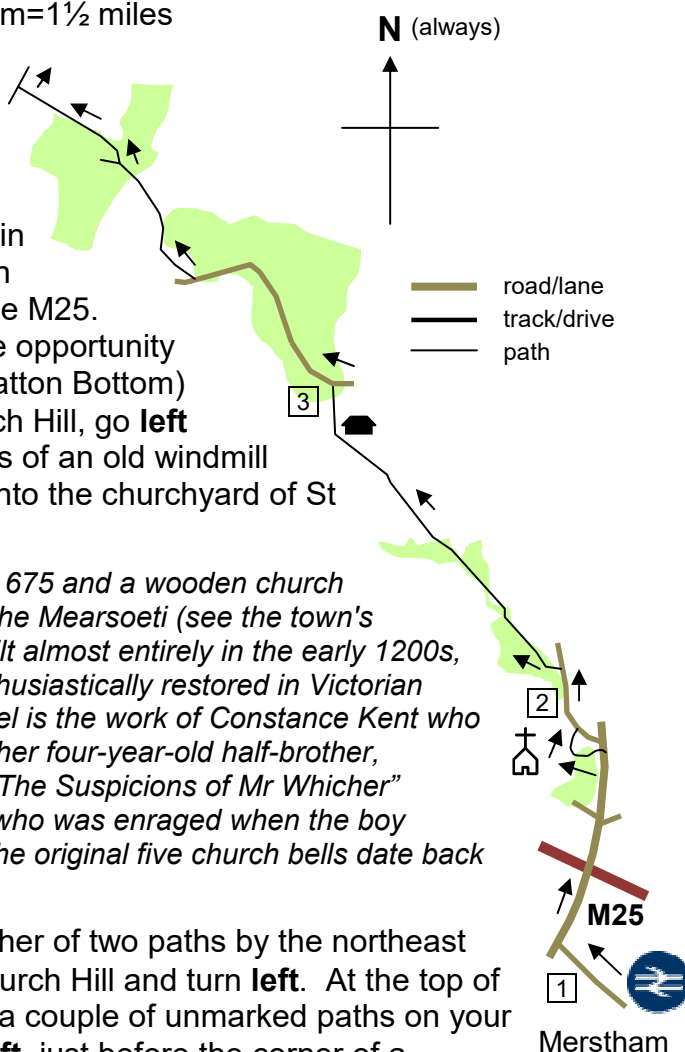 m=1½ miles
N (always)
in
n
e M25.
e opportunity
atton Bottom)
ch Hill, go left
s of an old windmill
nto the churchyard of St
road/lane
track/drive
path
3
675 and a wooden church
he Mearsoeti (see the town's
lt almost entirely in the early 1200s,
husiastically restored in Victorian
el is the work of Constance Kent who
her four-year-old half-brother,
"The Suspicions of Mr Whicher”
who was enraged when the boy
he original five church bells date back
2
M25
her of two paths by the northeast
urch Hill and turn left. At the top of
a couple of unmarked paths on your
ft, just before the corner of a
1
Merstham